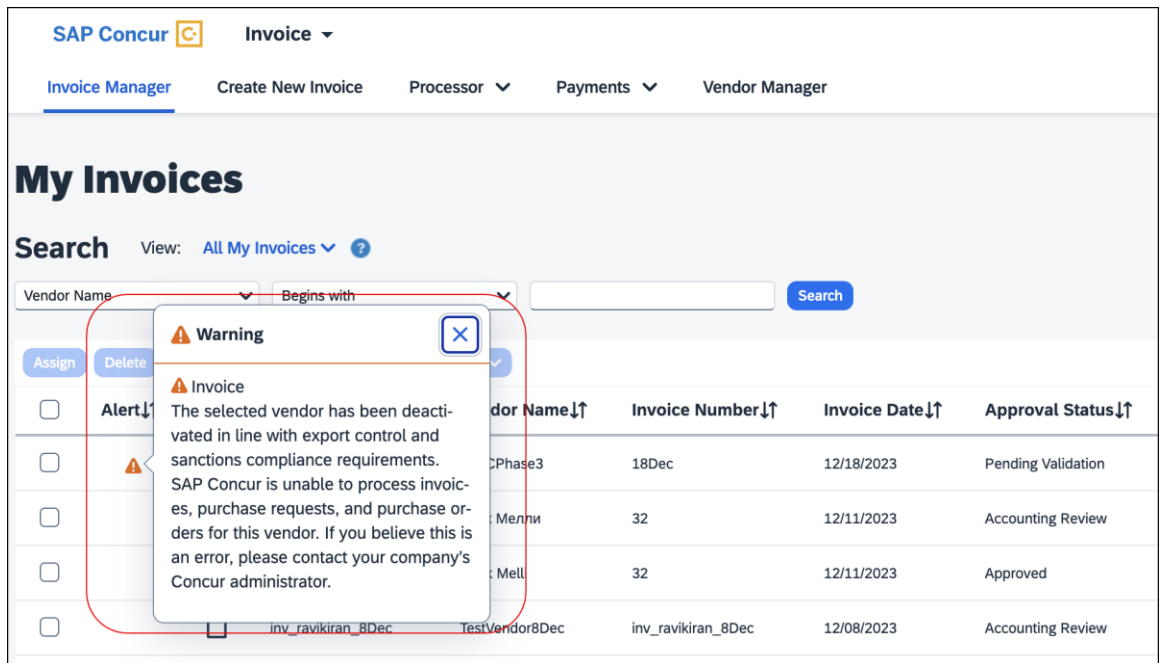 SAP Concur Invoice
Invoice Manager Create New Invoice Processor Payments Vendor Manager
My Invoices
Search View: All My Invoices ?
Vendor Name Begins with Search
Warning
Assign Delete
Invoice
The selected vendor has been deacti-
vated in line with export control and
sanctions compliance requirements.
SAP Concur is unable to process invoic-
es, purchase requests, and purchase or-
ders for this vendor. If you believe this is
an error, please contact your company's
Concur administrator.
Alert Name Invoice Number Invoice Date Approval Status
CPhase3 18Dec 12/18/2023 Pending Validation
Мелли 32 12/11/2023 Accounting Review
Melli 32 12/11/2023 Approved
inv_ravikiran_8Dec TestVendor8Dec inv_ravikiran_8Dec 12/08/2023 Accounting Review